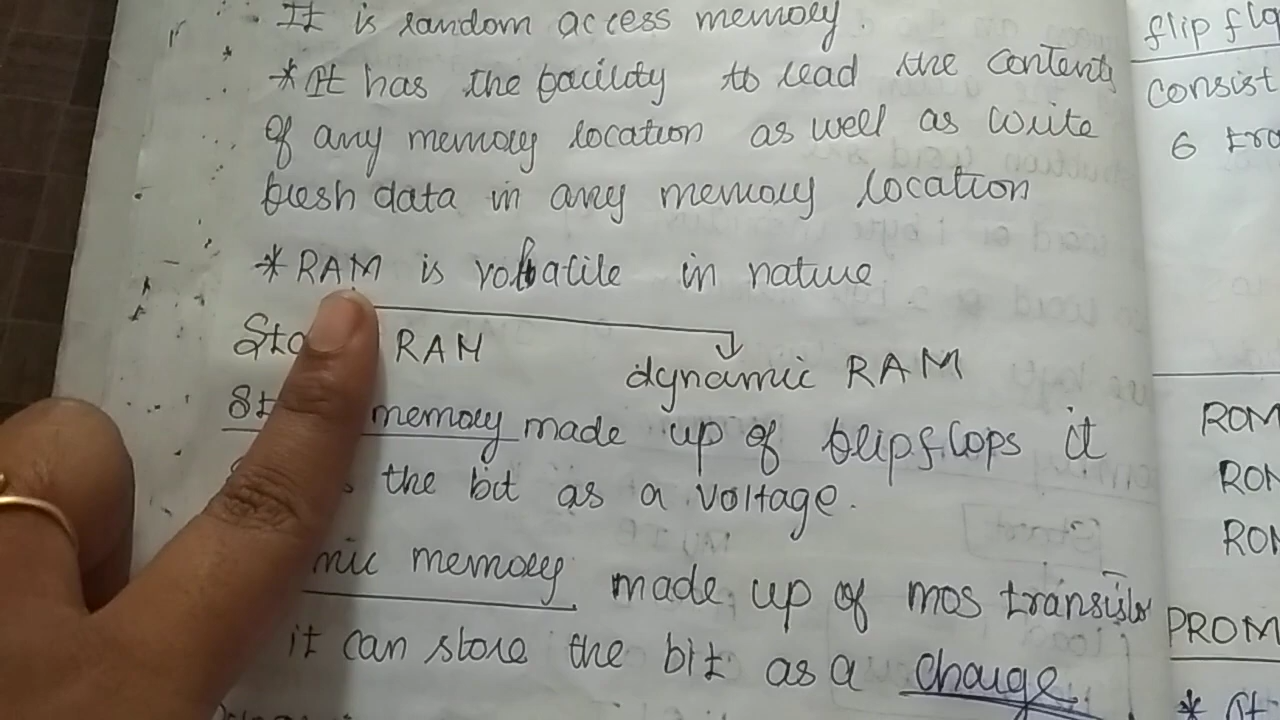 It is random access memory.
* It has the facility to read the contents
of any memory location as well as write
fresh data in any memory location
* RAM is volatile in nature
RAM
dynamic RAM
memory made up of flipflops it
the bit as a voltage.
memory made up of mos transistor
it can store the bit as a charge
flip
consist
6
ROM
PROM
* It